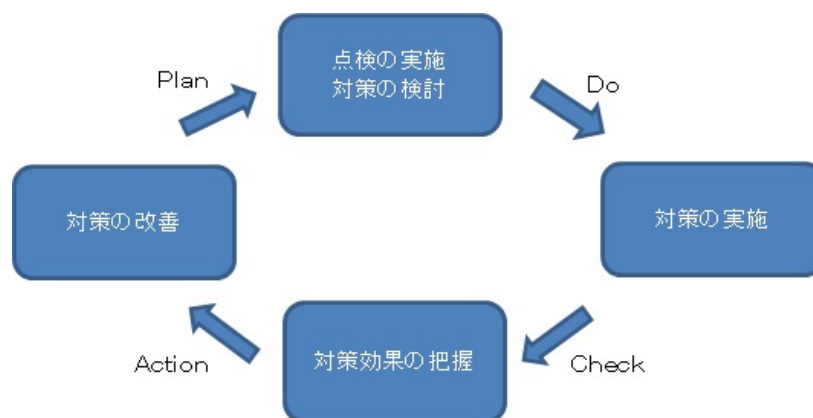 Plan
点検の実施
対策の検討
Do
対策の改善
対策の実施
Action
対策効果の把握
Check